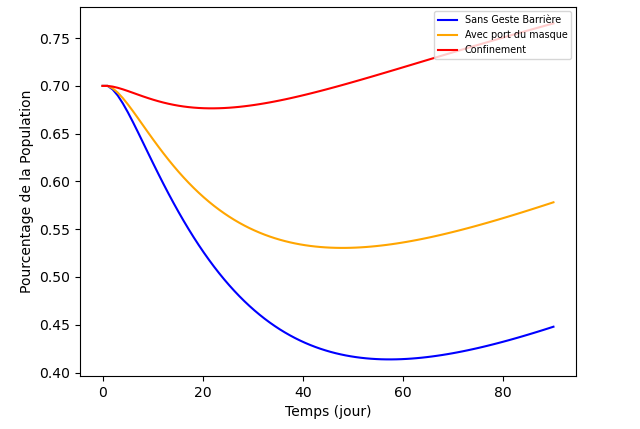 Sans Geste Barrière
Avec port du masque
Confinement
0.75
0.70
0.65
0.60
0.55
0.50
0.45
0.40
Pourcentage de la Population
0 20 40 60 80
Temps (jour)